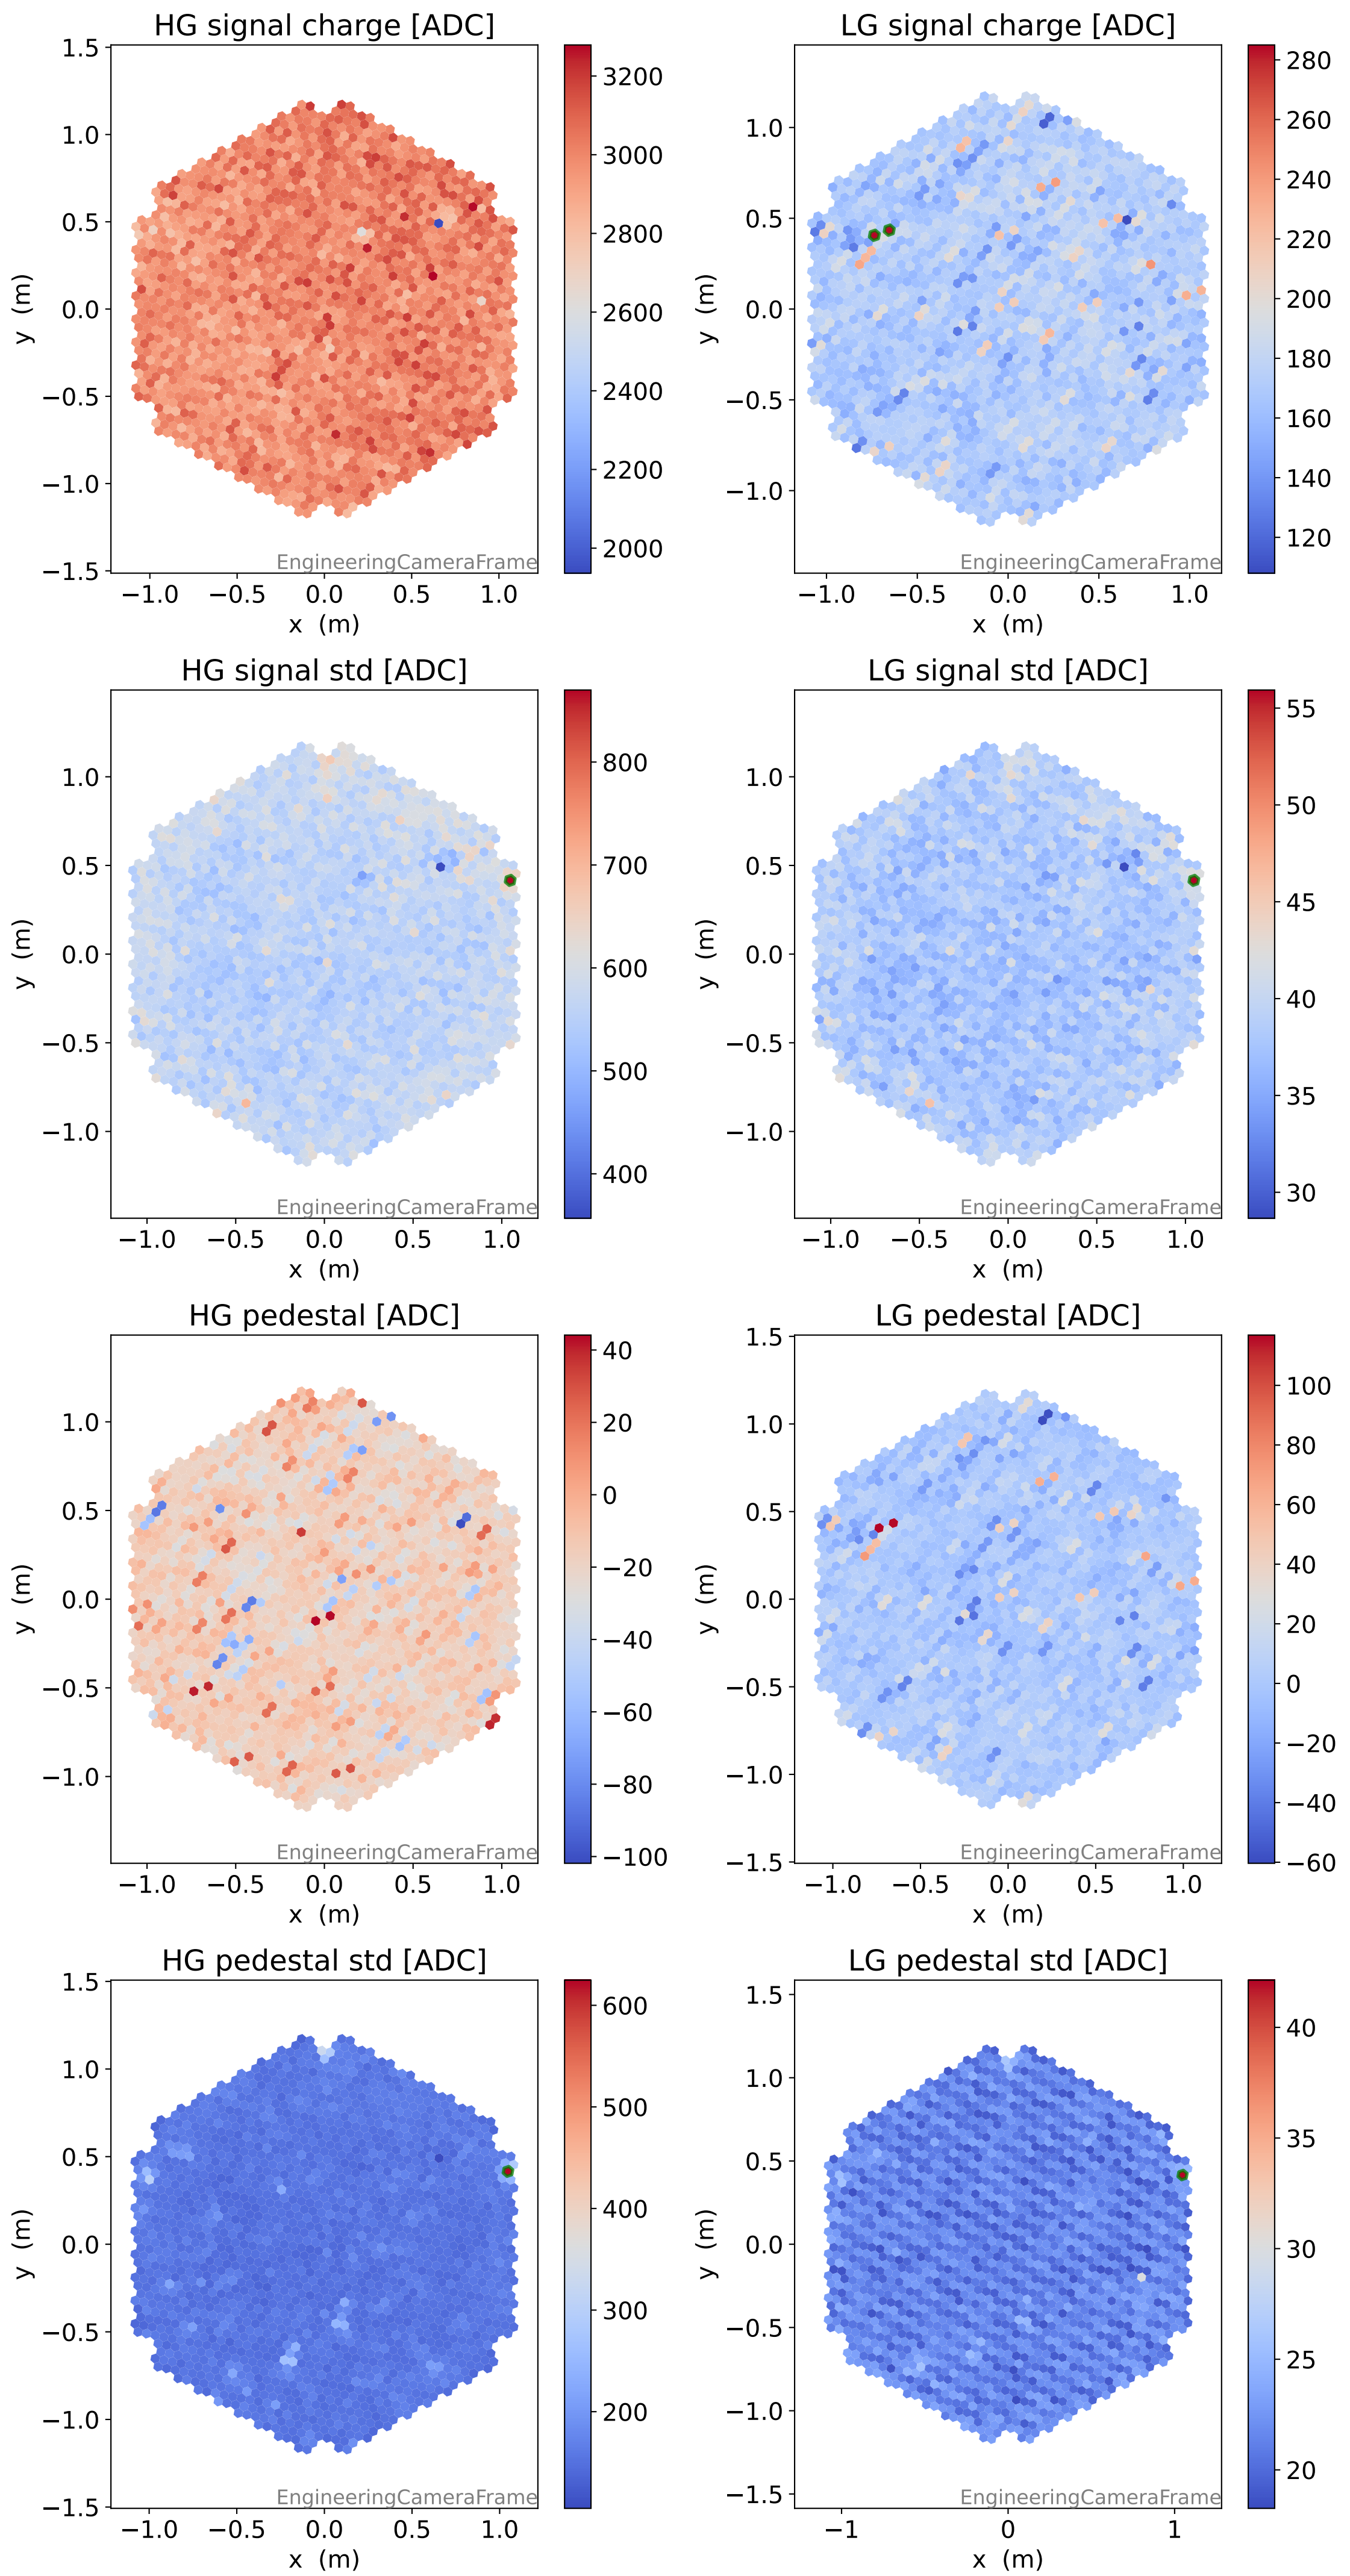 HG signal charge [ADC]
1.5
1.0
0.5
0.0
−0.5
−1.0
−1.5
y (m)
−1.0 −0.5 0.0 0.5 1.0
x (m)
EngineeringCameraFrame
3200
3000
2800
2600
2400
2200
2000
LG signal charge [ADC]
1.0
0.5
0.0
−0.5
−1.0
y (m)
−1.0 −0.5 0.0 0.5 1.0
x (m)
EngineeringCameraFrame
280
260
240
220
200
180
160
140
120
HG signal std [ADC]
1.0
0.5
0.0
−0.5
−1.0
y (m)
−1.0 −0.5 0.0 0.5 1.0
x (m)
EngineeringCameraFrame
800
700
600
500
400
LG signal std [ADC]
1.0
0.5
0.0
−0.5
−1.0
y (m)
−1.0 −0.5 0.0 0.5 1.0
x (m)
EngineeringCameraFrame
55
50
45
40
35
30
HG pedestal [ADC]
1.0
0.5
0.0
−0.5
−1.0
y (m)
−1.0 −0.5 0.0 0.5 1.0
x (m)
EngineeringCameraFrame
40
20
0
−20
−40
−60
−80
−100
LG pedestal [ADC]
1.5
1.0
0.5
0.0
−0.5
−1.0
−1.5
y (m)
−1.0 −0.5 0.0 0.5 1.0
x (m)
EngineeringCameraFrame
100
80
60
40
20
0
−20
−40
−60
HG pedestal std [ADC]
1.5
1.0
0.5
0.0
−0.5
−1.0
−1.5
y (m)
−1.0 −0.5 0.0 0.5 1.0
x (m)
EngineeringCameraFrame
600
500
400
300
200
LG pedestal std [ADC]
1.5
1.0
0.5
0.0
−0.5
−1.0
−1.5
y (m)
−1 0 1
x (m)
EngineeringCameraFrame
40
35
30
25
20